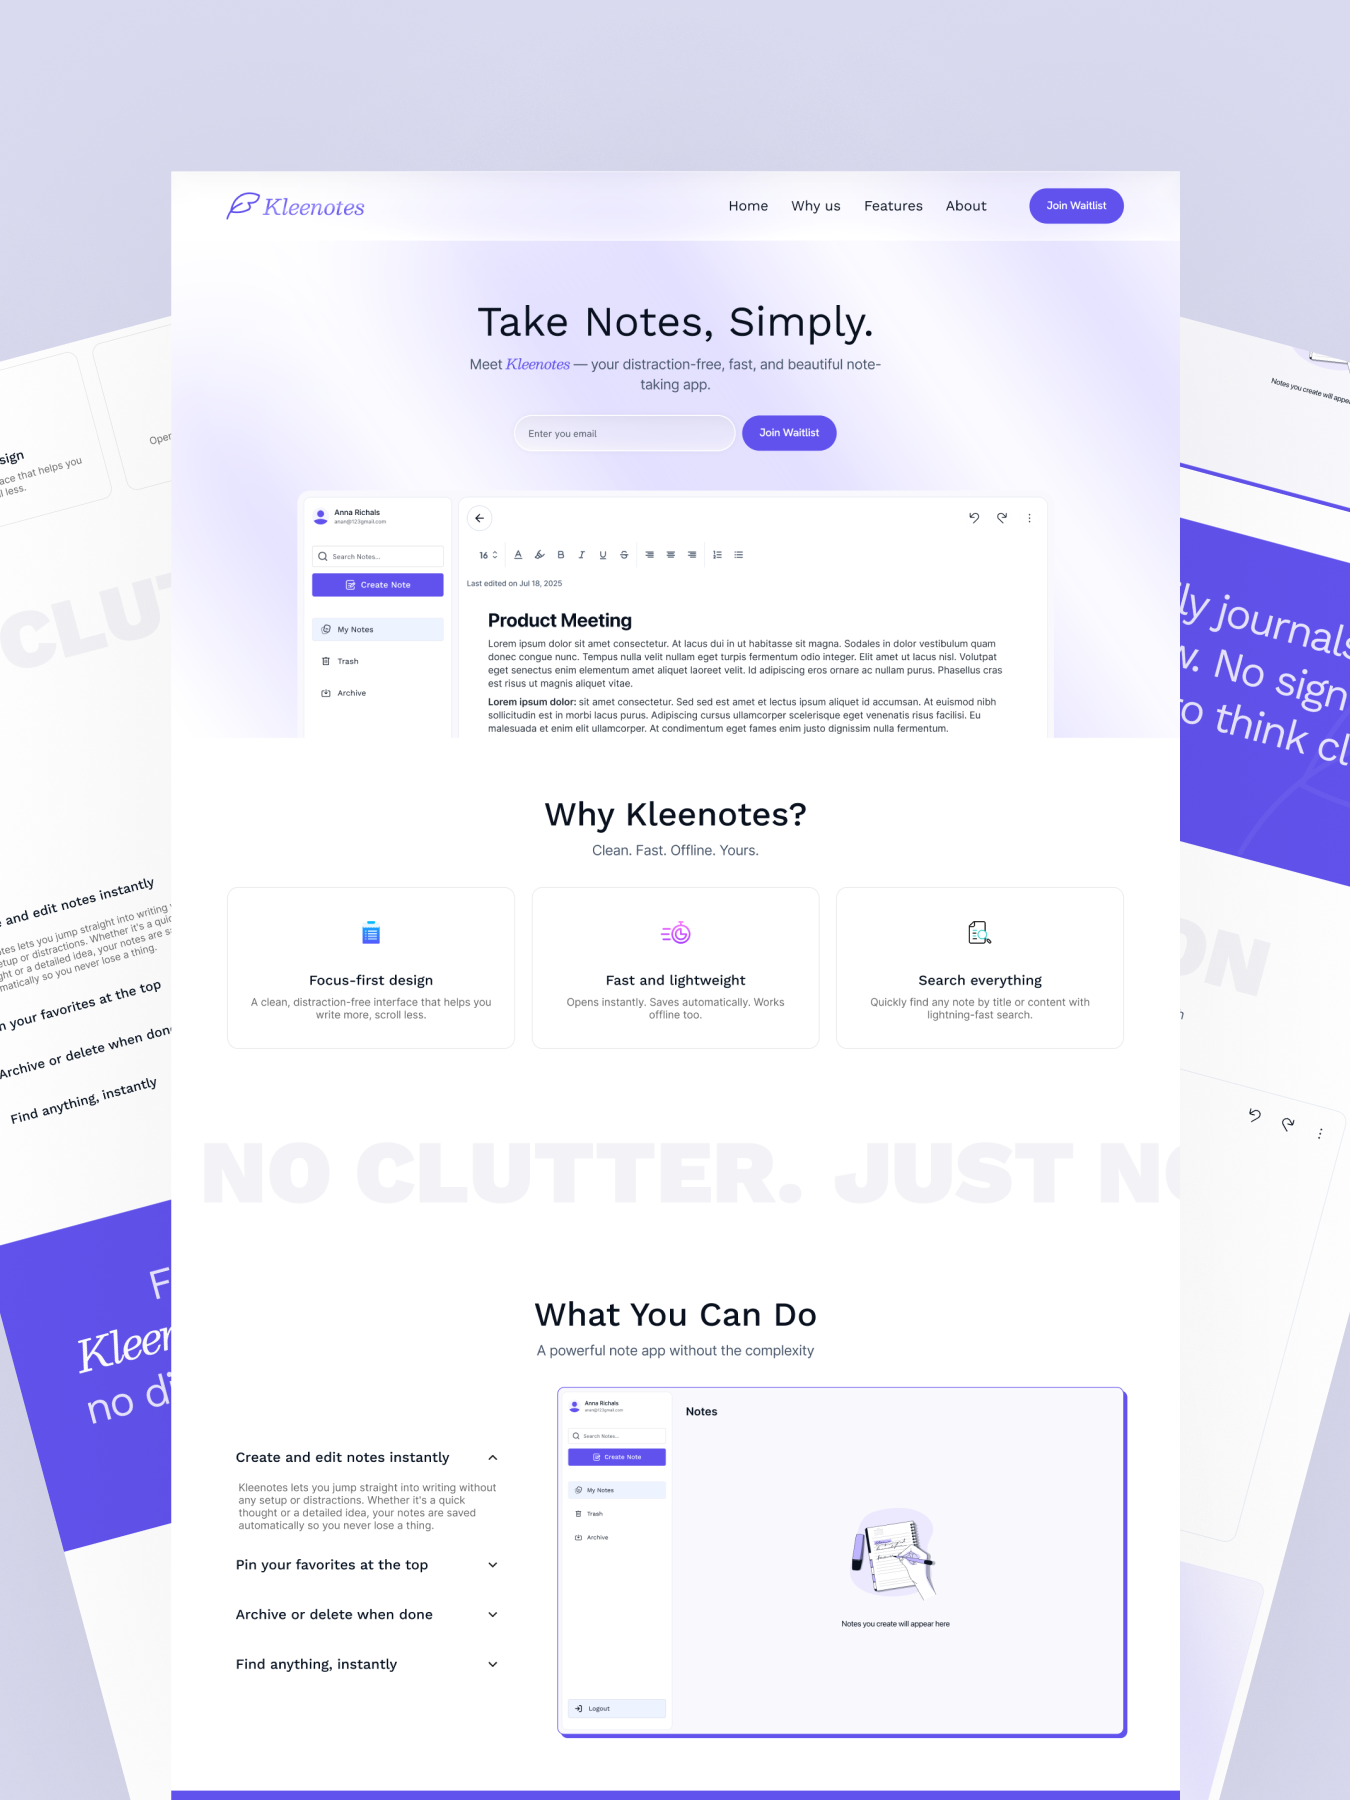 Kleenotes
Home Why us Features About Join Waitlist
Take Notes, Simply.
Meet Kleenotes — your distraction-free, fast, and beautiful note-
taking app.
Enter you email Join Waitlist
Anna Richals
anan@123gmail.com
Search Notes...
Create Note
My Notes
Trash
Archive
16 A B I U S
Last edited on Jul 18, 2025
Product Meeting
Lorem ipsum dolor sit amet consectetur. At lacus dui in ut habitasse sit magna. Sodales in dolor vestibulum quam
donec congue nunc. Tempus nulla velit nullam eget turpis fermentum odio integer. Elit amet ut lacus nisl. Volutpat
eget senectus enim elementum amet aliquet laoreet velit. Id adipiscing eros ornare ac nullam purus. Phasellus cras
est risus ut magnis aliquet vitae.
Lorem ipsum dolor: sit amet consectetur. Sed sed est amet et lectus ipsum aliquet id accumsan. At euismod nibh
sollicitudin est in morbi lacus purus. Adipiscing cursus ullamcorper scelerisque eget venenatis risus facilisi. Eu
malesuada et enim elit ullamcorper. At condimentum eget fames enim justo dignissim nulla fermentum.
Why Kleenotes?
Clean. Fast. Offline. Yours.
Focus-first design
A clean, distraction-free interface that helps you
write more, scroll less.
Fast and lightweight
Opens instantly. Saves automatically. Works
offline too.
Search everything
Quickly find any note by title or content with
lightning-fast search.
NO CLUTTER. JUST NO
What You Can Do
A powerful note app without the complexity
Create and edit notes instantly
Kleenotes lets you jump straight into writing without
any setup or distractions. Whether it's a quick
thought or a detailed idea, your notes are saved
automatically so you never lose a thing.
Pin your favorites at the top
Archive or delete when done
Find anything, instantly
Anna Richals
anan@123gmail.com
Search Notes...
Create Note
My Notes
Trash
Archive
Logout
Notes
Notes you create will appear here
sign
ace that helps you
l less.
Oper
CLUT
and edit notes instantly
otes lets you jump straight into writing
etup or distractions. Whether it's a quic
ght or a detailed idea, your notes are s
matically so you never lose a thing.
n your favorites at the top
Archive or delete when done
Find anything, instantly
F
Kleen
no di
Notes you create will appear
ly journals
w. No sign
to think cl
ON
n